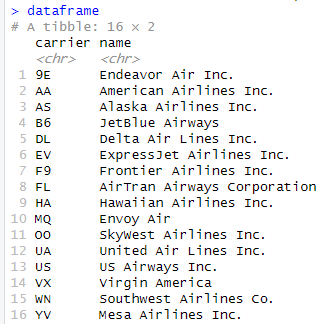 > dataframe
# A tibble: 16 × 2
carrier name
<chr> <chr>
1 9E Endeavor Air Inc.
2 AA American Airlines Inc.
3 AS Alaska Airlines Inc.
4 B6 JetBlue Airways
5 DL Delta Air Lines Inc.
6 EV ExpressJet Airlines Inc.
7 F9 Frontier Airlines Inc.
8 FL AirTran Airways Corporation
9 HA Hawaiian Airlines Inc.
10 MQ Envoy Air
11 OO SkyWest Airlines Inc.
12 UA United Air Lines Inc.
13 US US Airways Inc.
14 VX Virgin America
15 WN Southwest Airlines Co.
16 YV Mesa Airlines Inc.